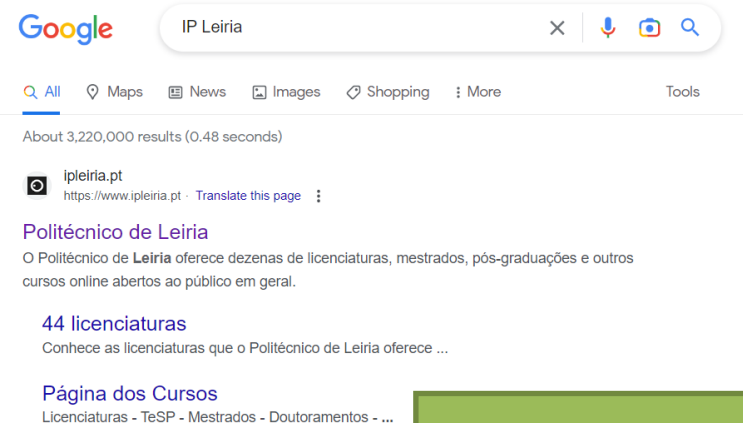 Google
IP Leiria
All Maps News Images Shopping More Tools
About 3,220,000 results (0.48 seconds)
ipleiria.pt
https://www.ipleiria.pt · Translate this page
Politécnico de Leiria
O Politécnico de Leiria oferece dezenas de licenciaturas, mestrados, pós-graduações e outros
cursos online abertos ao público em geral.
44 licenciaturas
Conhece as licenciaturas que o Politécnico de Leiria oferece ...
Página dos Cursos
Licenciaturas - TeSP - Mestrados - Doutoramentos - ...